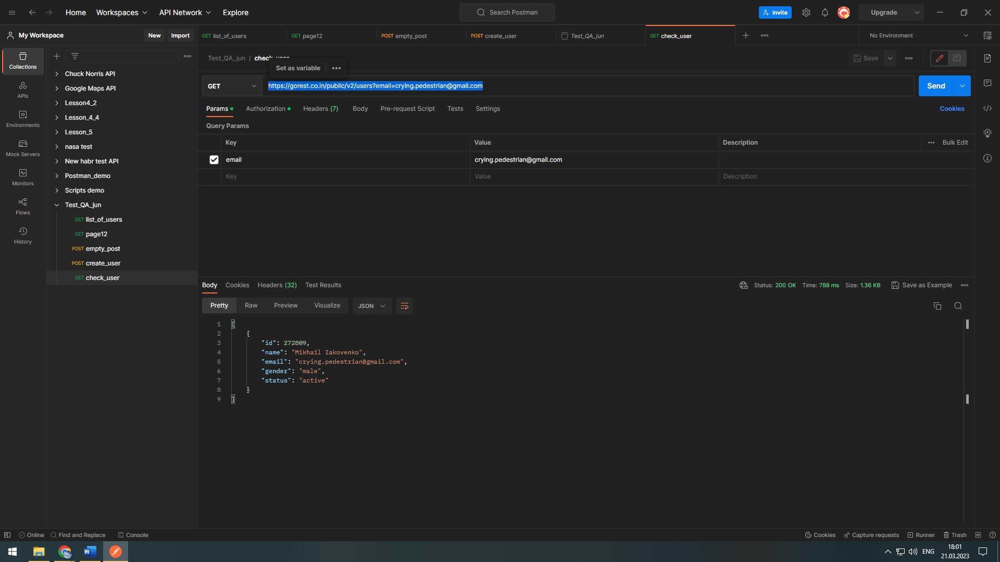 Home Workspaces API Network Explore Search Postman Invite Upgrade
My Workspace New Import
GET list_of_users GET page12 POST empty_post POST create_user Test_QA_jun GET check_user No Environment
Collections
APIs
Environments
Mock Servers
Monitors
Flows
History
Chuck Norris API
Google Maps API
Lesson4_2
Lesson_4_4
Lesson_5
nasa test
New habr test API
Postman_demo
Scripts demo
Test_QA_jun
GET list_of_users
GET page12
POST empty_post
POST create_user
GET check_user
Test_QA_jun / check_user Save
Set as variable
GET https://gorest.co.in/public/v2/users?email=crying.pedestrian@gmail.com Send
Params Authorization Headers (7) Body Pre-request Script Tests Settings Cookies
Query Params
Key Value Description Bulk Edit
email crying.pedestrian@gmail.com
Key Value Description
Body Cookies Headers (32) Test Results Status: 200 OK Time: 788 ms Size: 1.36 KB Save as Example
Pretty Raw Preview Visualize JSON
1 [
2 {
3 "id": 272809,
4 "name": "Mikhail Iakovenko",
5 "email": "crying.pedestrian@gmail.com",
6 "gender": "male",
7 "status": "active"
8 }
9 ]
Online Find and Replace Console Cookies Capture requests Runner Trash
ENG 18:01
21.03.2023